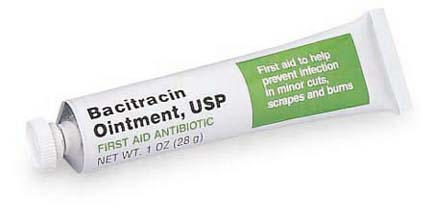 Bacitracin
Ointment, USP
FIRST AID ANTIBIOTIC
NET WT. 1 OZ (28 g)
First aid to help
prevent infection
in minor cuts,
scrapes and burns